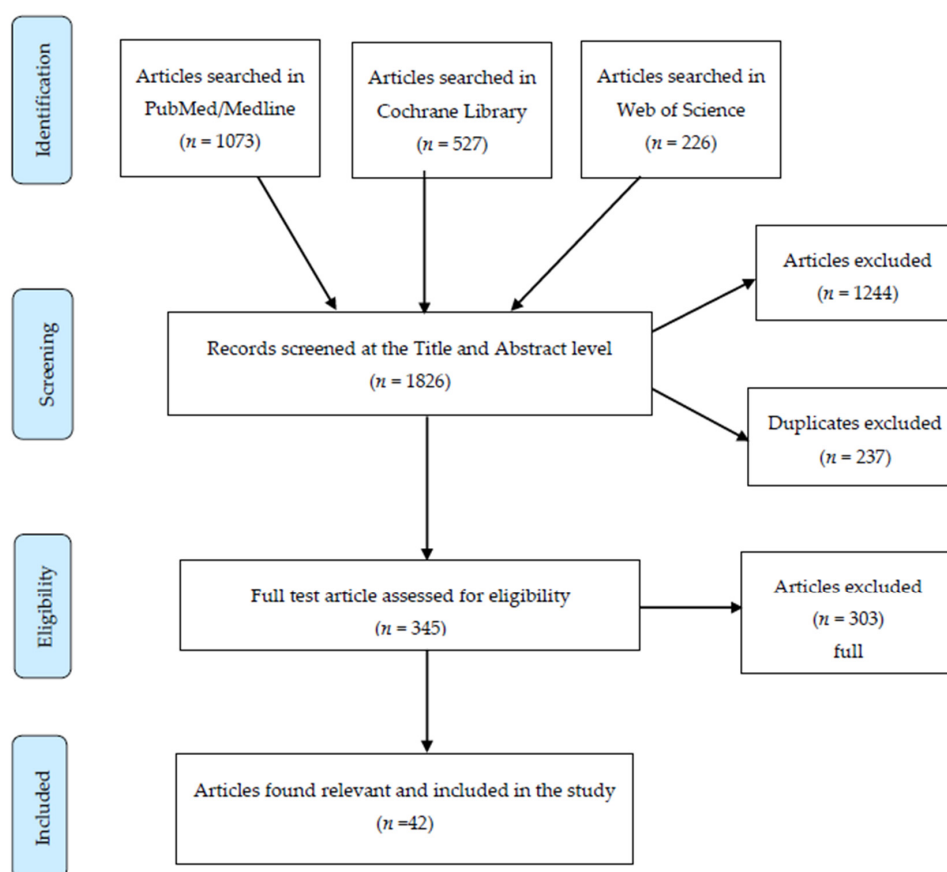 Identification
Articles searched in
PubMed/Medline
(n = 1073)
Articles searched in
Cochrane Library
(n = 527)
Articles searched in
Web of Science
(n = 226)
Screening
Records screened at the Title and Abstract level
(n = 1826)
Articles excluded
(n = 1244)
Duplicates excluded
(n = 237)
Eligibility
Full test article assessed for eligibility
(n = 345)
Articles excluded
(n = 303)
full
Included
Articles found relevant and included in the study
(n =42)